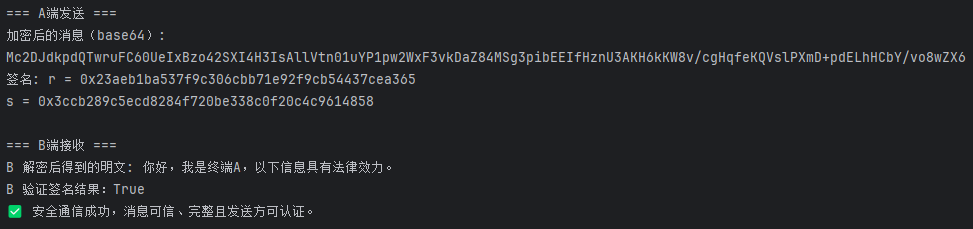 === A端发送 ===
加密后的消息（base64）:
Mc2DJdkpdQTwruFC60UeIxBzo42SXI4H3IsAllVtn01uYP1pw2WxF3vkDaZ84MSg3pibEEIfHznU3AKH6kKW8v/cgHqfeKQVslPXmD+pdELhHCbY/vo8wZX6
签名: r = 0x23aeb1ba537f9c306cbb71e92f9cb54437cea365
s = 0x3ccb289c5ecd8284f720be338c0f20c4c9614858
=== B端接收 ===
B 解密后得到的明文: 你好，我是终端A，以下信息具有法律效力。
B 验证签名结果: True
✅ 安全通信成功，消息可信、完整且发送方可认证。